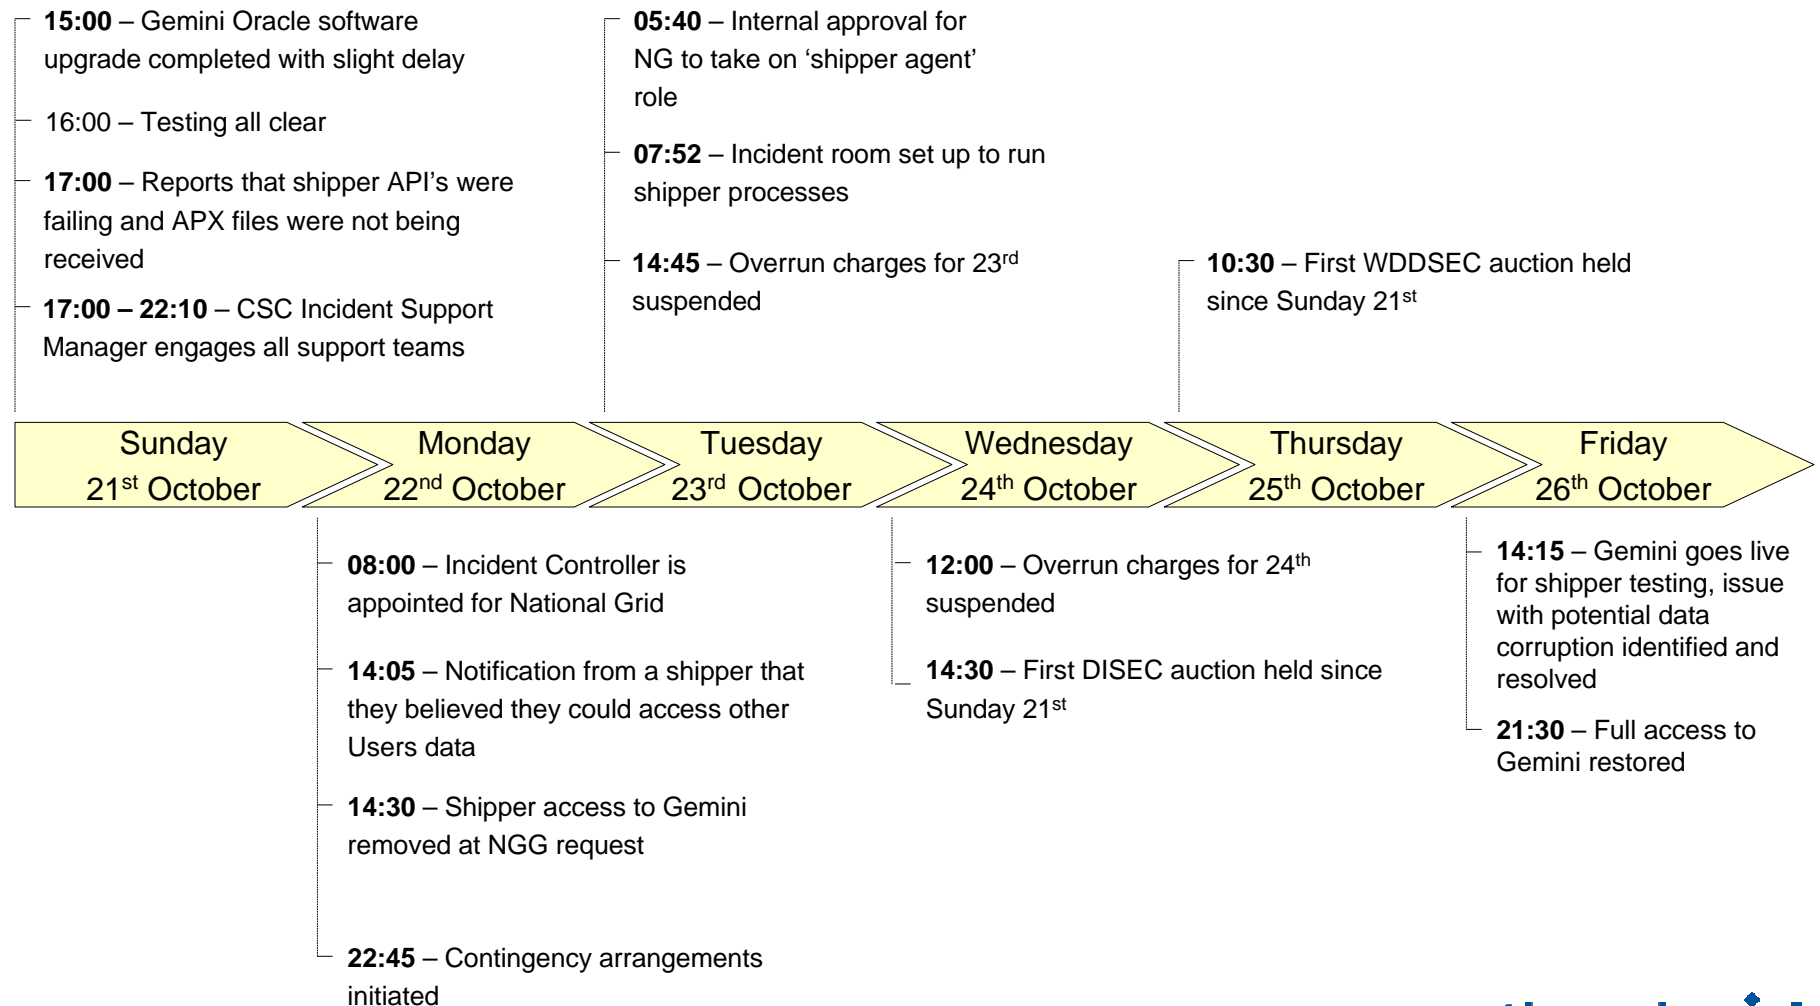 15:00 – Gemini Oracle software
upgrade completed with slight delay
16:00 – Testing all clear
17:00 – Reports that shipper API's were
failing and APX files were not being
received
17:00 – 22:10 – CSC Incident Support
Manager engages all support teams
05:40 – Internal approval for
NG to take on ‘shipper agent’
role
07:52 – Incident room set up to run
shipper processes
14:45 – Overrun charges for 23rd
suspended
10:30 – First WDDSEC auction held
since Sunday 21st
Sunday
21st October
Monday
22nd October
Tuesday
23rd October
Wednesday
24th October
Thursday
25th October
Friday
26th October
08:00 – Incident Controller is
appointed for National Grid
14:05 – Notification from a shipper that
they believed they could access other
Users data
14:30 – Shipper access to Gemini
removed at NGG request
22:45 – Contingency arrangements
initiated
12:00 – Overrun charges for 24th
suspended
14:30 – First DISEC auction held since
Sunday 21st
14:15 – Gemini goes live
for shipper testing, issue
with potential data
corruption identified and
resolved
21:30 – Full access to
Gemini restored